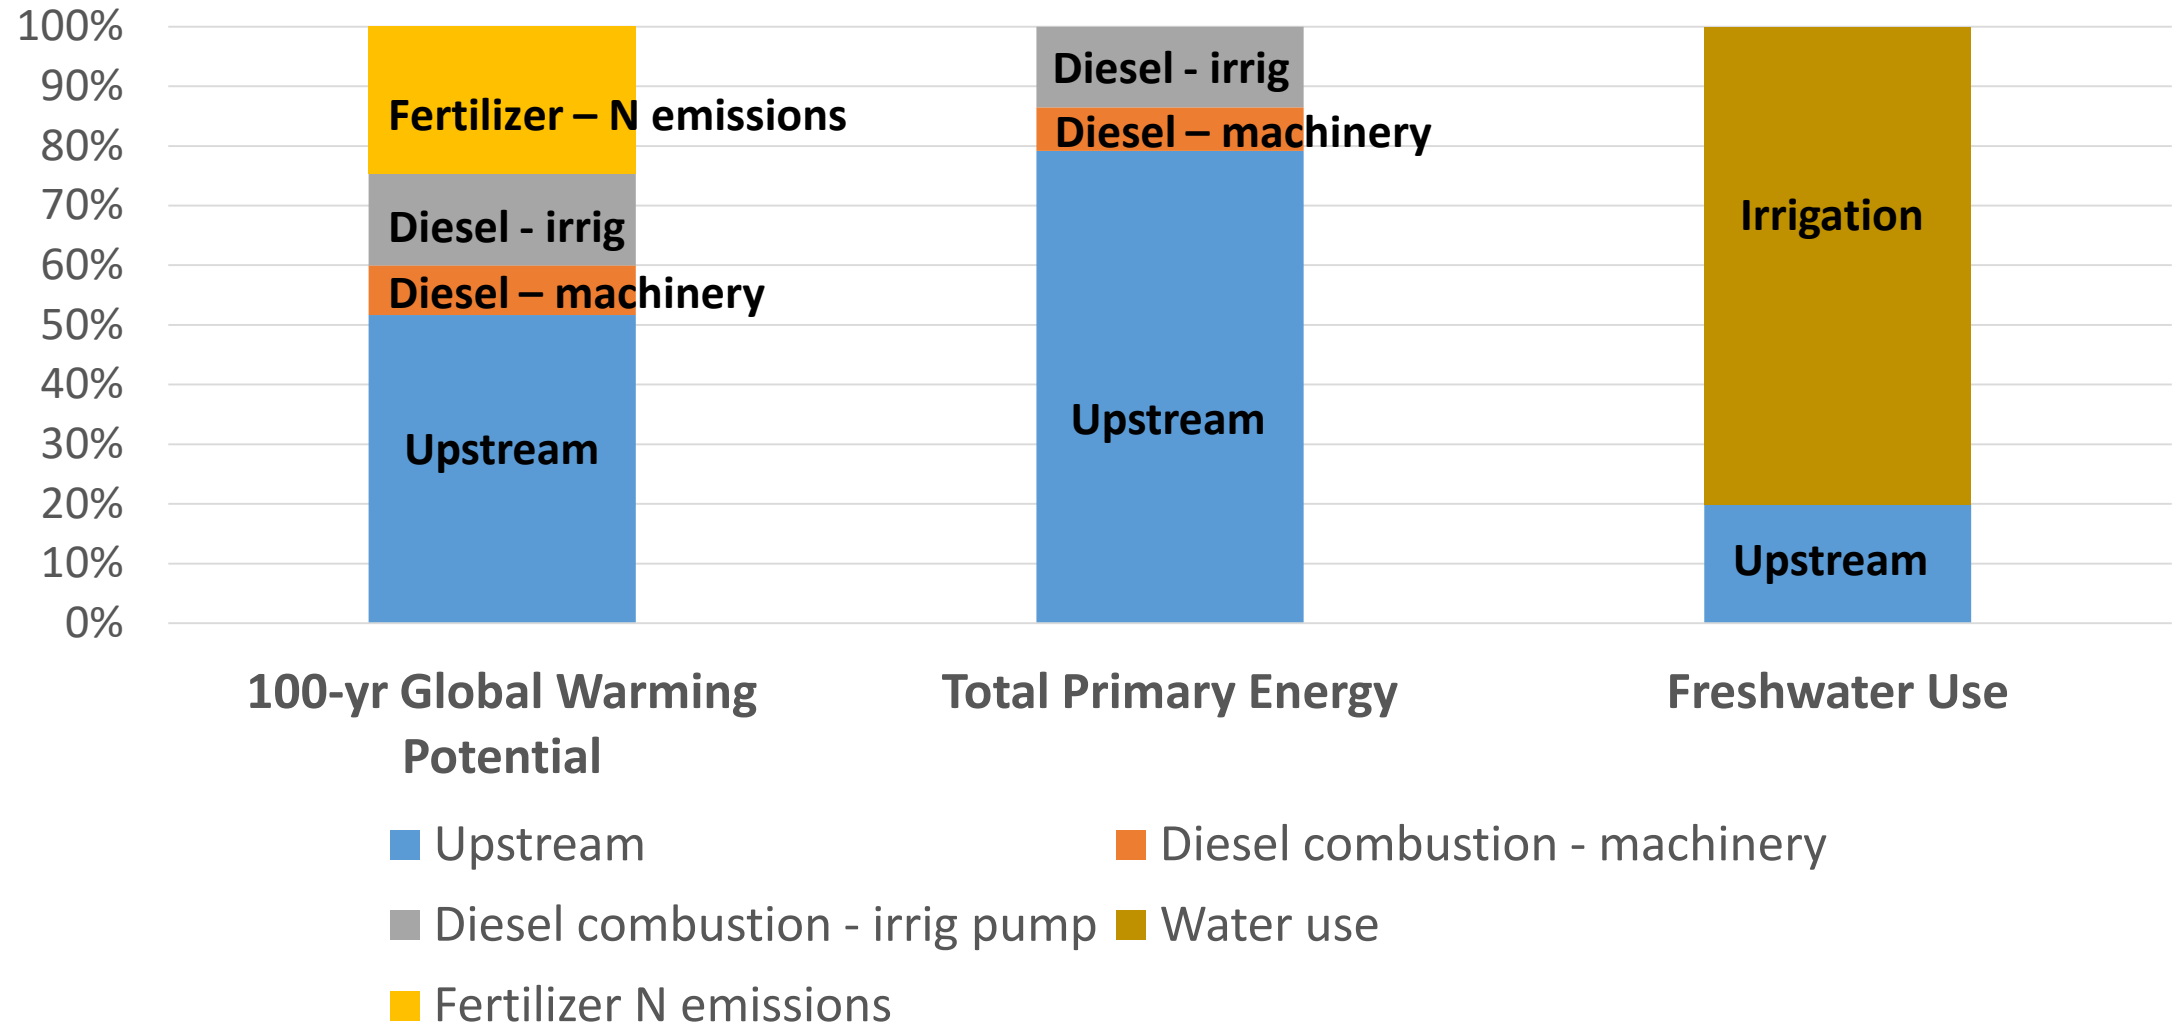 100%
90%
80%
70%
60%
50%
40%
30%
20%
10%
0%
Fertilizer – N emissions
Diesel - irrig
Diesel – machinery
Upstream
Diesel - irrig
Diesel – machinery
Upstream
Irrigation
Upstream
100-yr Global Warming
Potential
Total Primary Energy
Freshwater Use
Upstream
Diesel combustion - machinery
Diesel combustion - irrig pump
Water use
Fertilizer N emissions